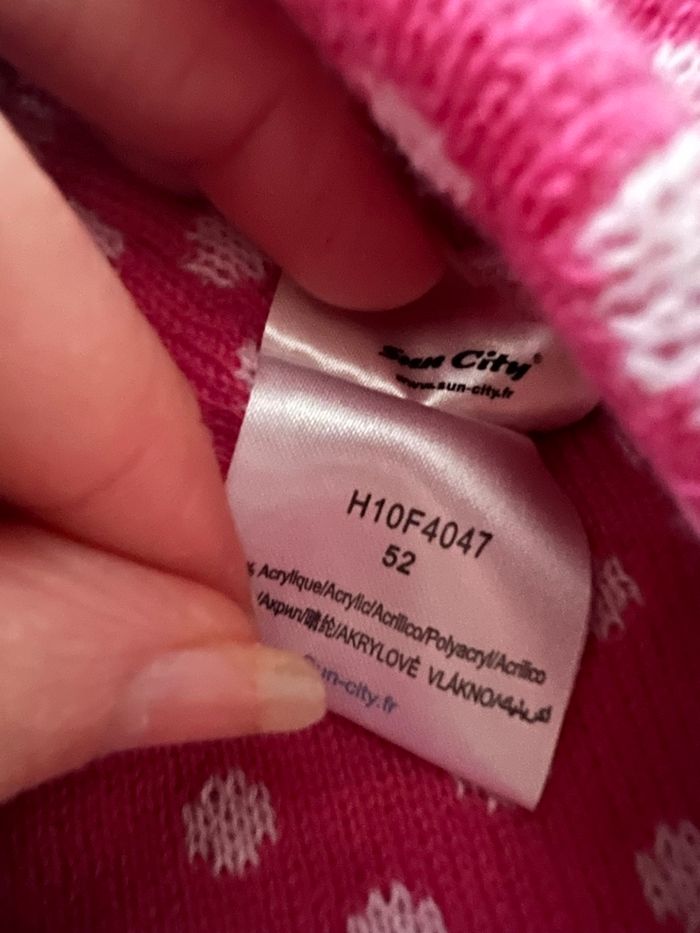 Sun City®
www.sun-city.fr
H10F4047
52
% Acrylique/Acrylic/Acrilico/Polyacryl/Acrilico
/Акрил/腈纶/AKRYLOVÉ VLÁKNO/
Sun-city.fr